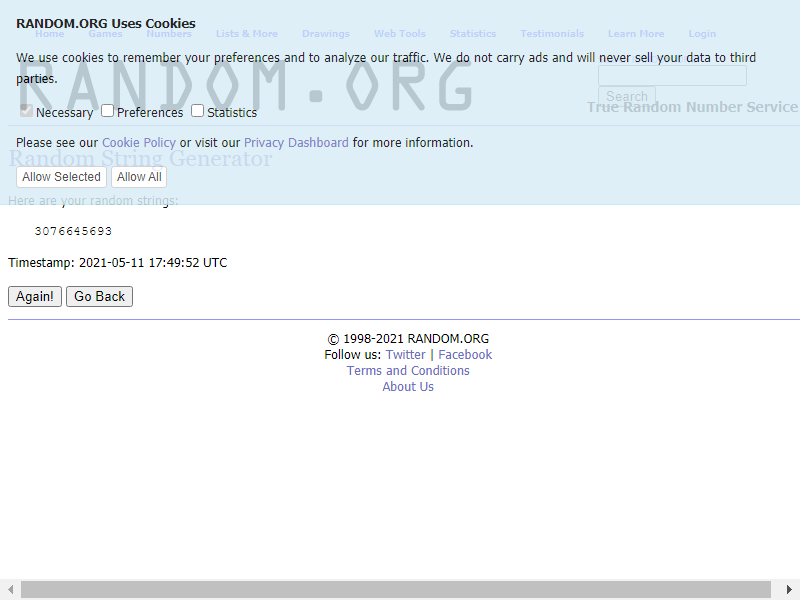 RANDOM.ORG Uses Cookies
Home Games Numbers Lists & More Drawings Web Tools Statistics Testimonials Learn More Login
We use cookies to remember your preferences and to analyze our traffic. We do not carry ads and will never sell your data to third
parties.
RANDOM.ORG
Search
True Random Number Service
Necessary Preferences Statistics
Please see our Cookie Policy or visit our Privacy Dashboard for more information.
Random String Generator
Allow Selected Allow All
Here are your random strings:
3076645693
Timestamp: 2021-05-11 17:49:52 UTC
Again! Go Back
© 1998-2021 RANDOM.ORG
Follow us: Twitter | Facebook
Terms and Conditions
About Us